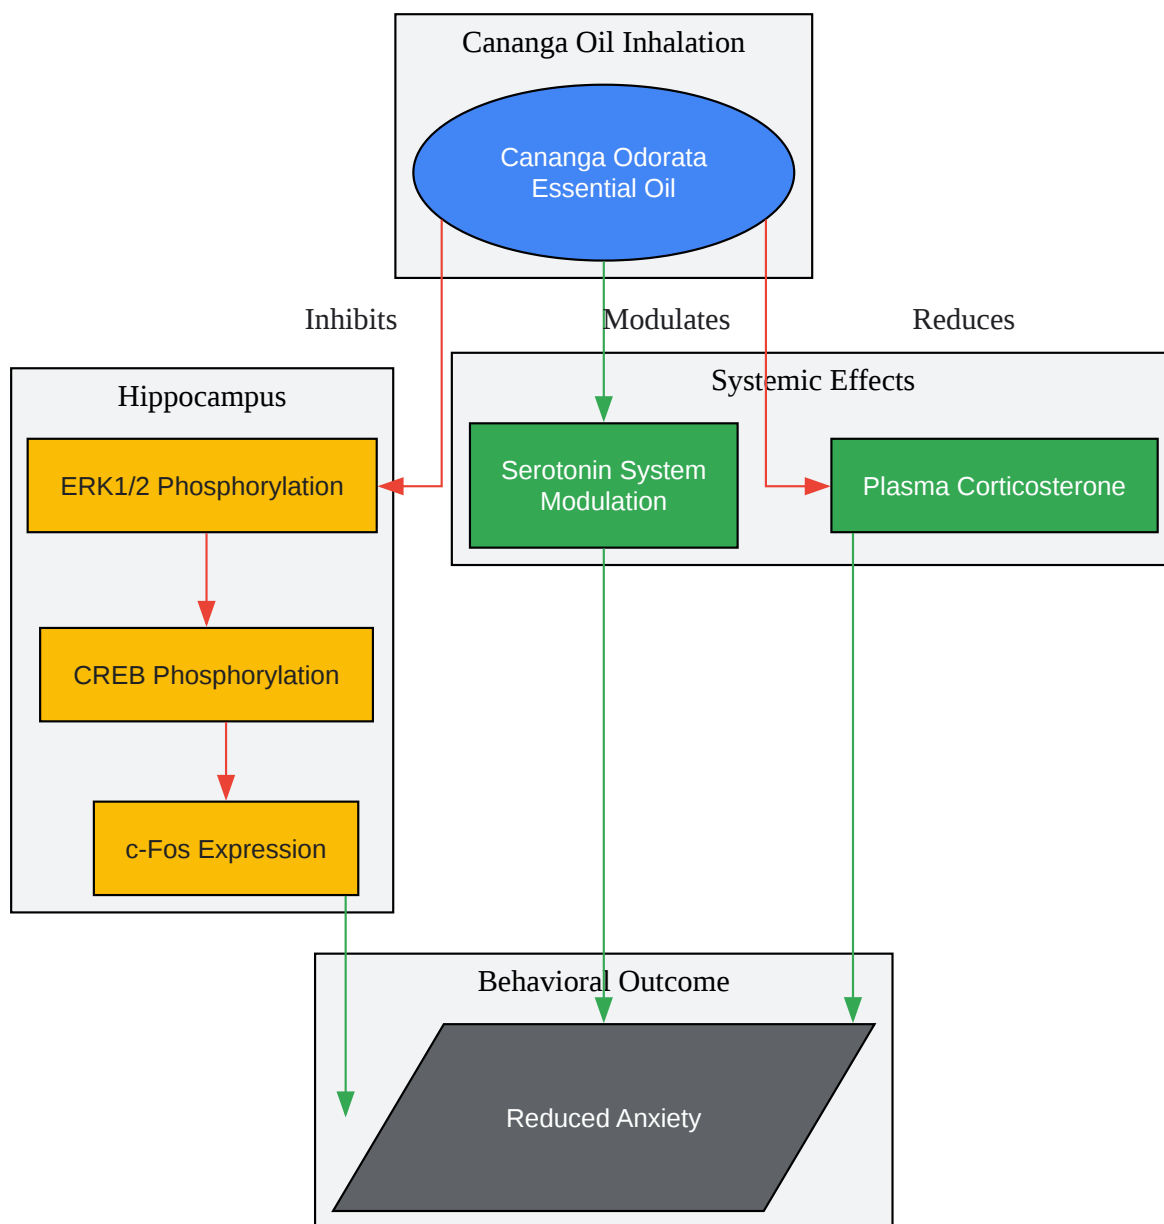 Cananga Oil Inhalation
Cananga Odorata
Essential Oil
Inhibits
Modulates
Reduces
Hippocampus
Systemic Effects
ERK1/2 Phosphorylation
Serotonin System
Modulation
Plasma Corticosterone
CREB Phosphorylation
c-Fos Expression
Behavioral Outcome
Reduced Anxiety